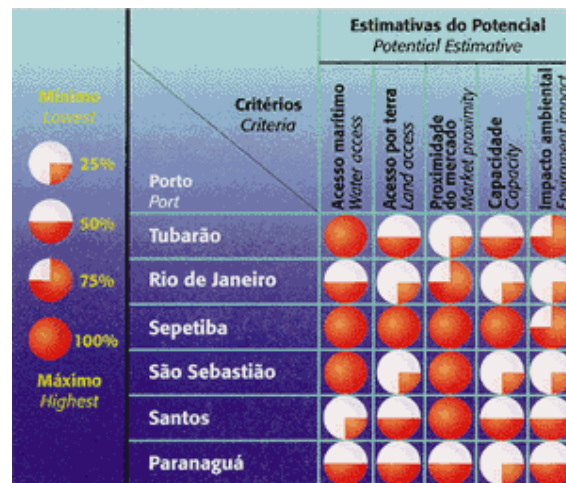 Estimativas do Potencial
Potential Estimative
Mínimo
Lowest
25%
50%
75%
100%
Máximo
Highest
Critérios
Criteria
Porto
Port
Acesso marítimo
Water access
Acesso por terra
Land access
Proximidade
do mercado
Market proximity
Capacidade
Capacity
Impacto ambiental
Enviroment impact
Tubarão
Rio de Janeiro
Sepetiba
São Sebastião
Santos
Paranaguá